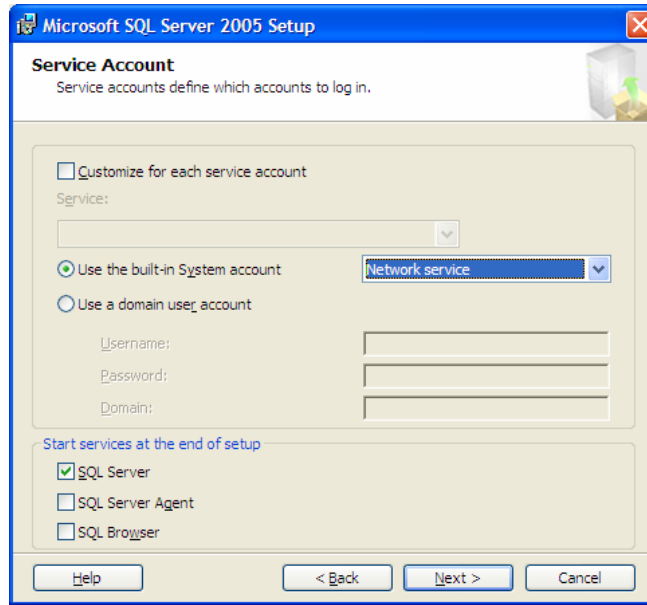 Microsoft SQL Server 2005 Setup
Service Account
Service accounts define which accounts to log in.
Customize for each service account
Service:
Use the built-in System account
Network service
Use a domain user account
Username:
Password:
Domain:
Start services at the end of setup
SQL Server
SQL Server Agent
SQL Browser
Help
< Back
Next >
Cancel